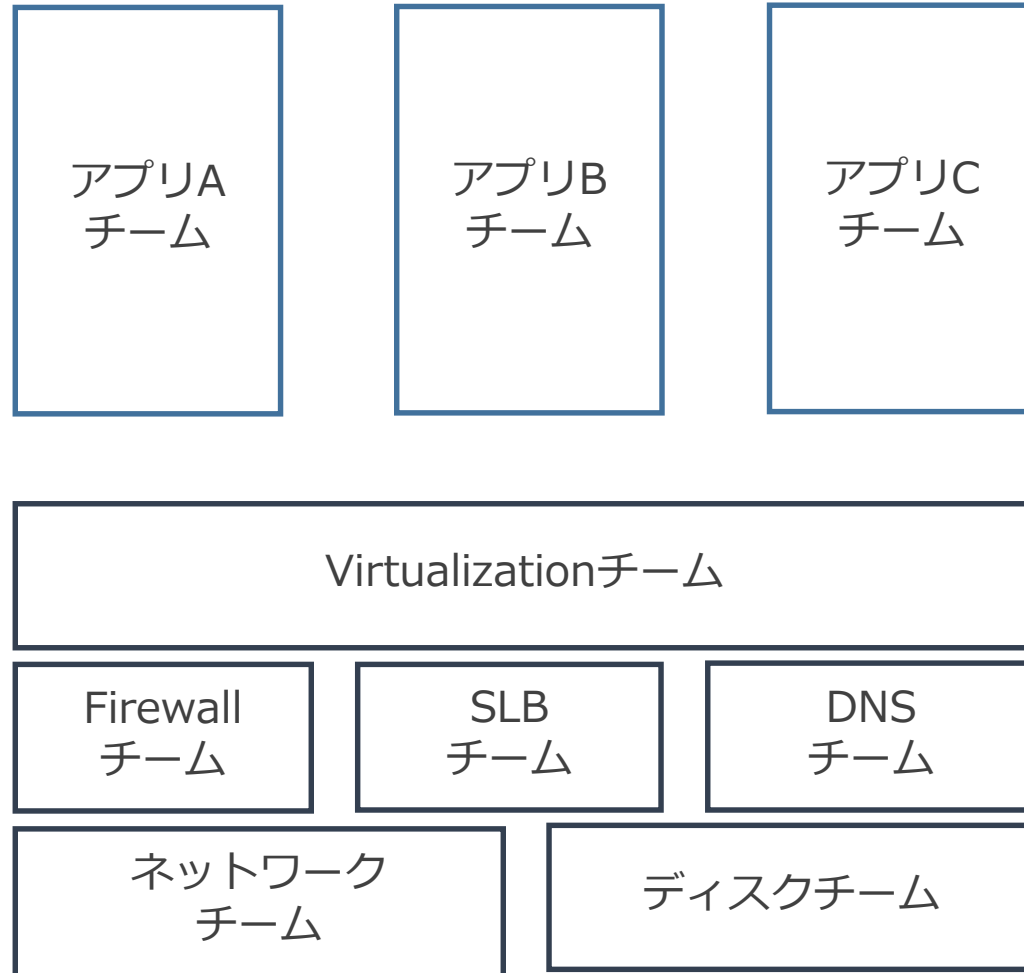 アプリA
チーム
アプリB
チーム
アプリC
チーム
Virtualizationチーム
Firewall
チーム
SLB
チーム
DNS
チーム
ネットワーク
チーム
ディスクチーム